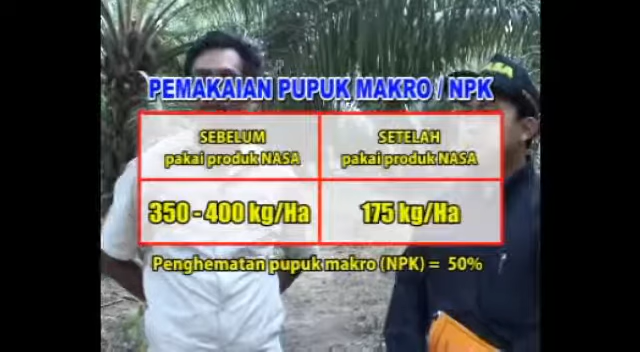 PEMAKAIAN PUPUK MAKRO / NPK
SEBELUM
pakai produk NASA
SETELAH
pakai produk NASA
350 - 400 kg/Ha
175 kg/Ha
Penghematan pupuk makro (NPK) = 50%